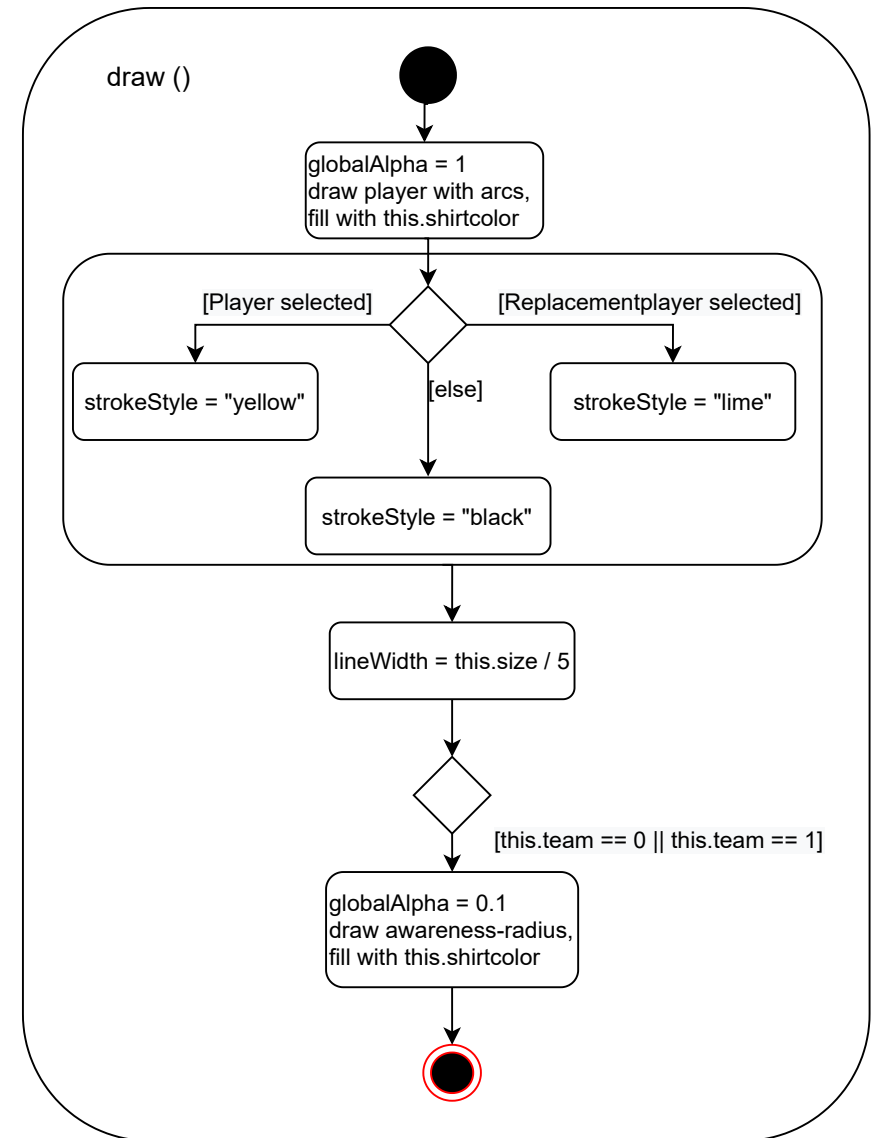 draw ()
globalAlpha = 1
draw player with arcs,
fill with this.shirtcolor
[Player selected]
[Replacementplayer selected]
strokeStyle = "yellow"
[else]
strokeStyle = "lime"
strokeStyle = "black"
lineWidth = this.size / 5
[this.team == 0 || this.team == 1]
globalAlpha = 0.1
draw awareness-radius,
fill with this.shirtcolor